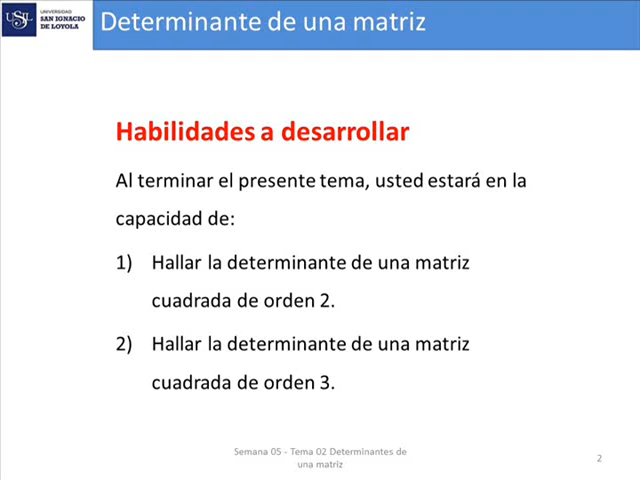 UNIVERSIDAD
SAN IGNACIO
DE LOYOLA
USIL
Determinante de una matriz
Habilidades a desarrollar
Al terminar el presente tema, usted estará en la
capacidad de:
1) Hallar la determinante de una matriz
cuadrada de orden 2.
2) Hallar la determinante de una matriz
cuadrada de orden 3.
Semana 05 - Tema 02 Determinantes de
una matriz
2